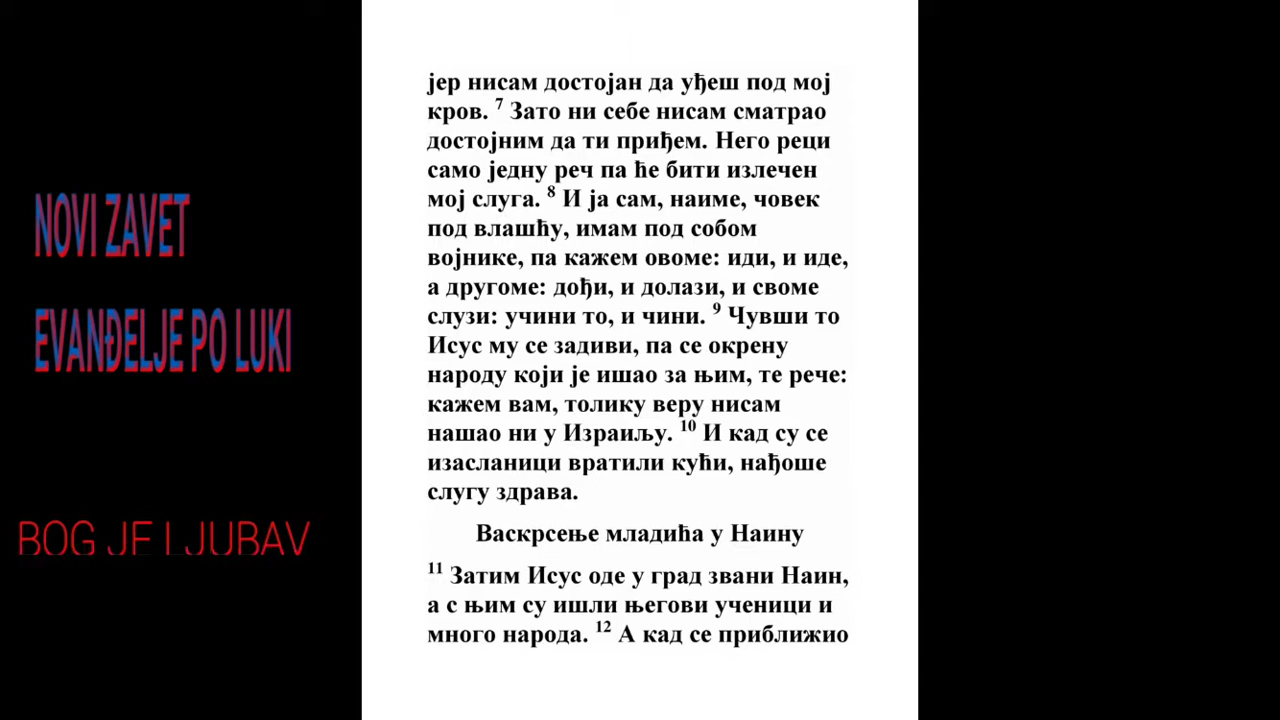 NOVI ZAVET
EVANĐELJE PO LUKI
BOG JE LJUBAV
јер нисам достојан да уђеш под мој
кров. 7 Зато ни себе нисам сматрао
достојним да ти приђем. Него реци
само једну реч па ће бити излечен
мој слуга. 8 И ја сам, наиме, човек
под влашћу, имам под собом
војнике, па кажем овоме: иди, и иде,
а другоме: дођи, и долази, и своме
слузи: учини то, и чини. 9 Чувши то
Исус му се задиви, па се окрену
народу који је ишао за њим, те рече:
кажем вам, толику веру нисам
нашао ни у Израиљу. 10 И кад су се
изасланици вратили кући, нађоше
слугу здрава.
Васкрсење младића у Наину
11 Затим Исус оде у град звани Наин,
а с њим су ишли његови ученици и
много народа. 12 А кад се приближио